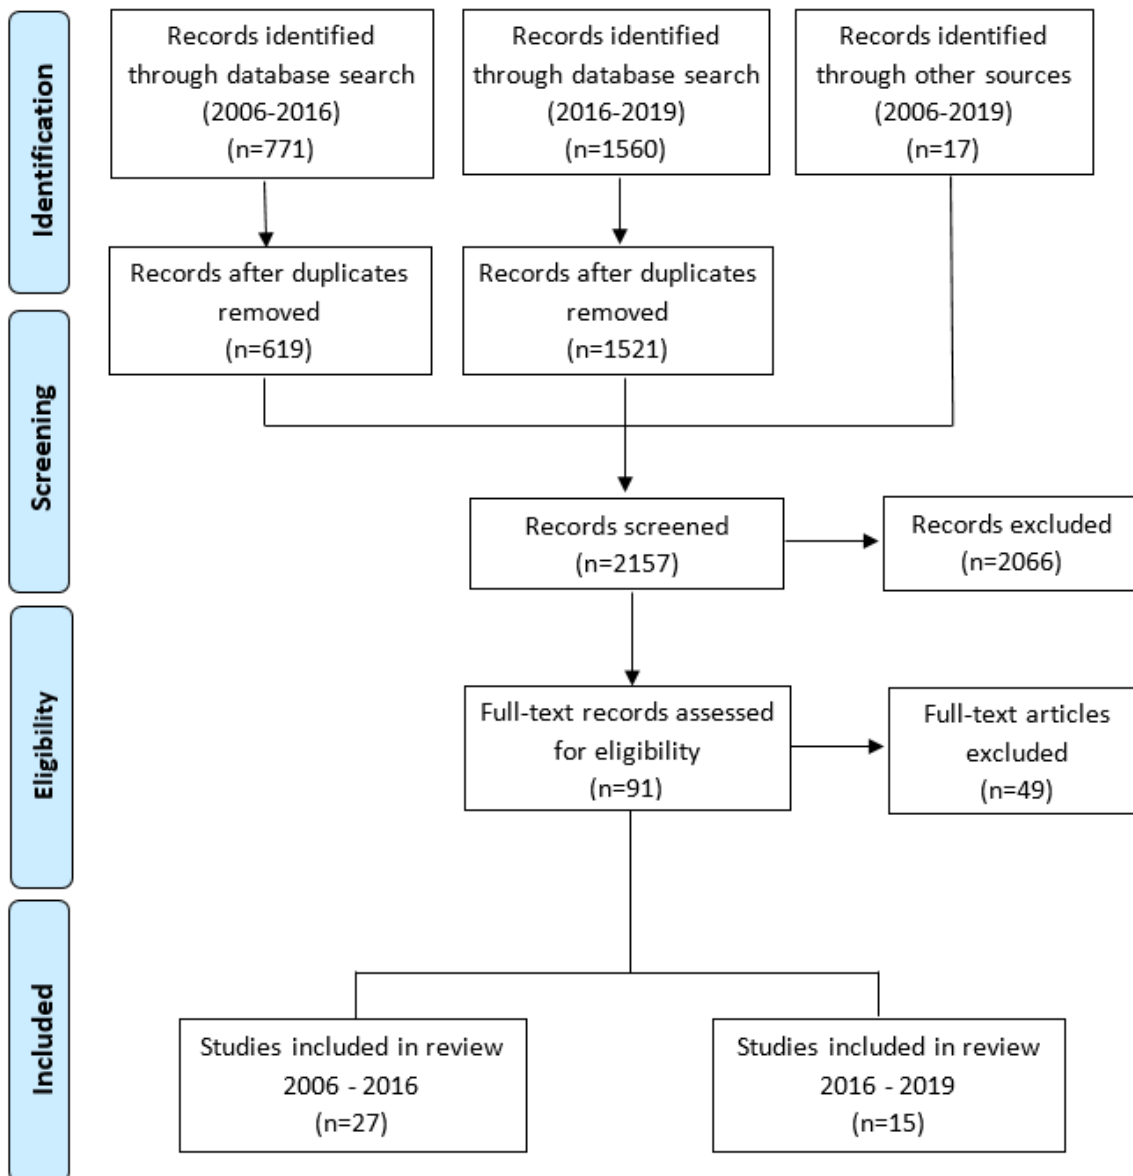 Identification
Records identified
through database search
(2006-2016)
(n=771)
Records identified
through database search
(2016-2019)
(n=1560)
Records identified
through other sources
(2006-2019)
(n=17)
Records after duplicates
removed
(n=619)
Records after duplicates
removed
(n=1521)
Screening
Records screened
(n=2157)
Records excluded
(n=2066)
Eligibility
Full-text records assessed
for eligibility
(n=91)
Full-text articles
excluded
(n=49)
Included
Studies included in review
2006 - 2016
(n=27)
Studies included in review
2016 - 2019
(n=15)